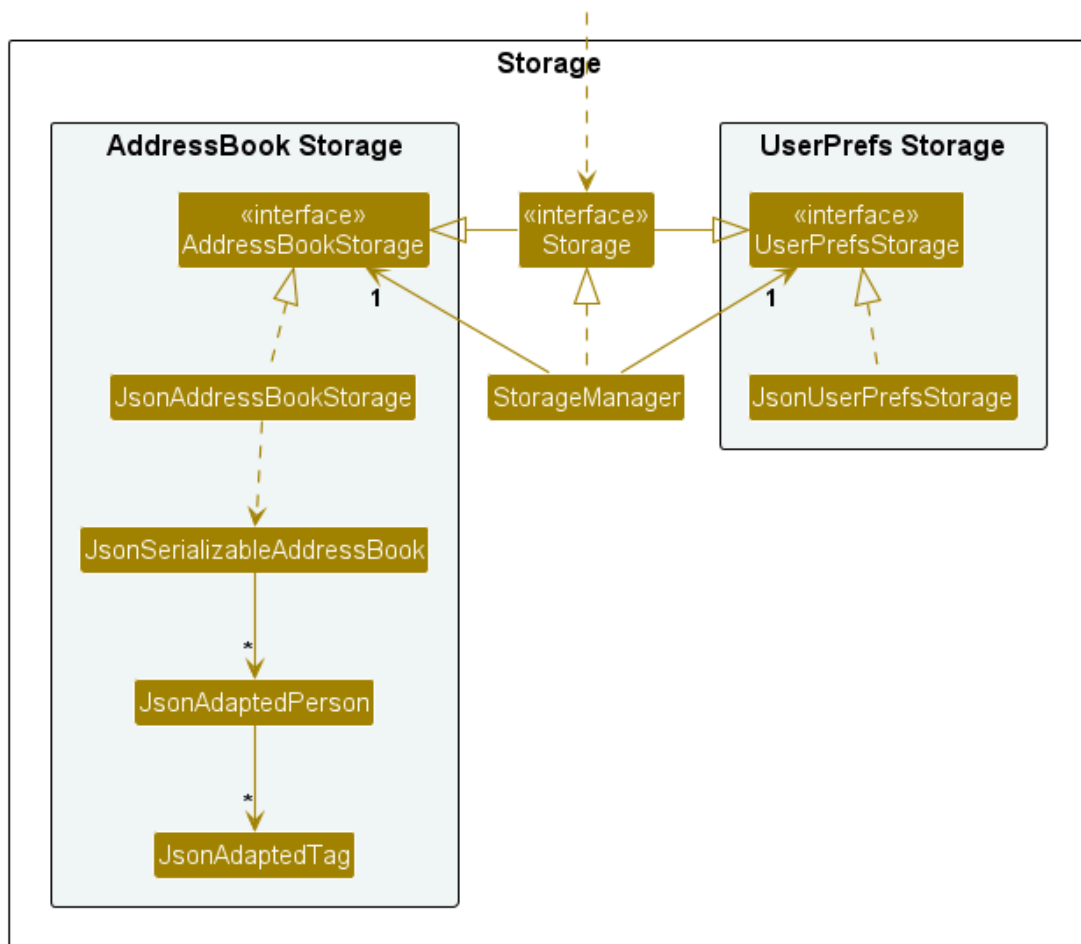 Storage
AddressBook Storage
UserPrefs Storage
«interface»
AddressBookStorage
«interface»
Storage
«interface»
UserPrefsStorage
1
1
JsonAddressBookStorage
StorageManager
JsonUserPrefsStorage
JsonSerializableAddressBook
*
JsonAdaptedPerson
*
JsonAdaptedTag